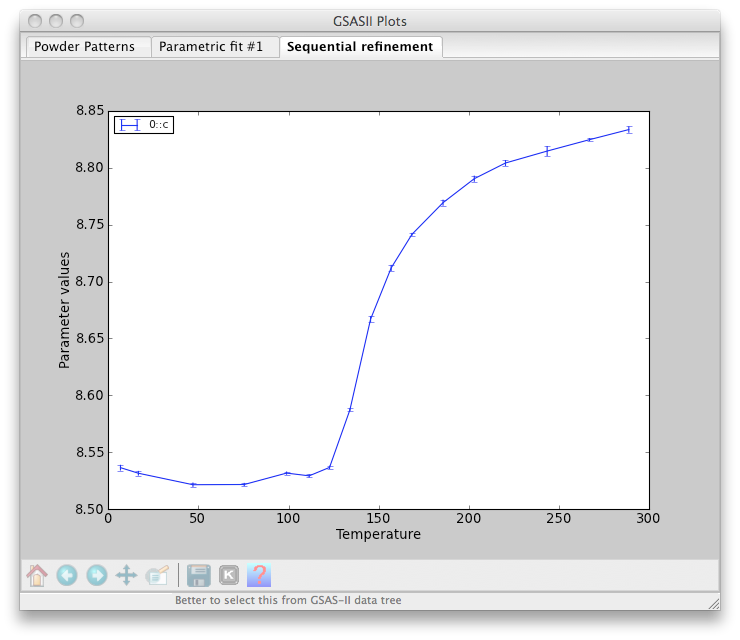 GSASII Plots
Powder Patterns Parametric fit #1 Sequential refinement
8.85
0::c
8.80
8.75
8.70
8.65
8.60
8.55
8.50
Parameter values
0 50 100 150 200 250 300
Temperature
K ?
Better to select this from GSAS-II data tree